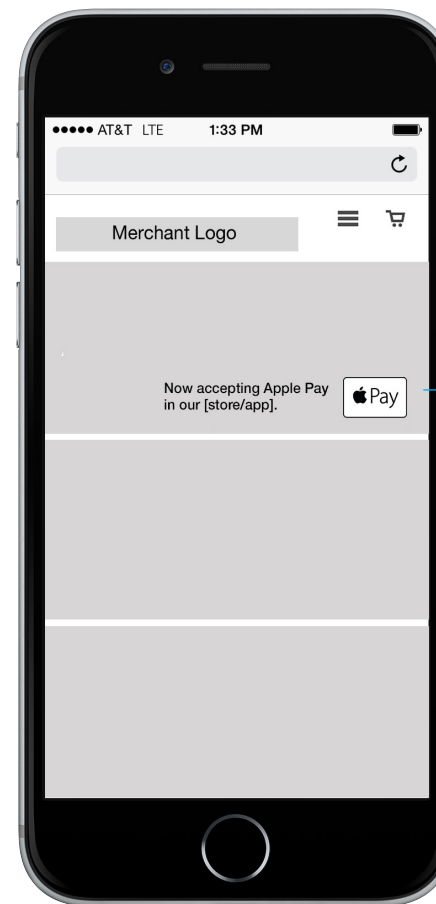 AT&T LTE 1:33 PM
Merchant Logo
Now accepting Apple Pay
in our [store/app].
Pay